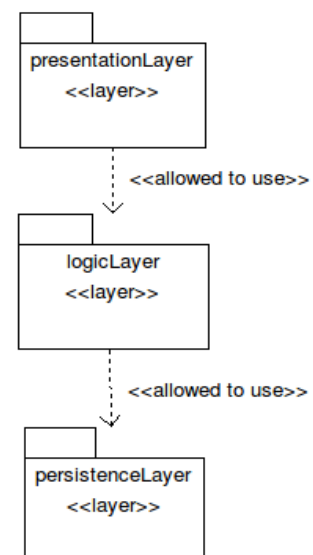 presentationLayer
<<layer>>
<<allowed to use>>
logicLayer
<<layer>>
<<allowed to use>>
persistenceLayer
<<layer>>